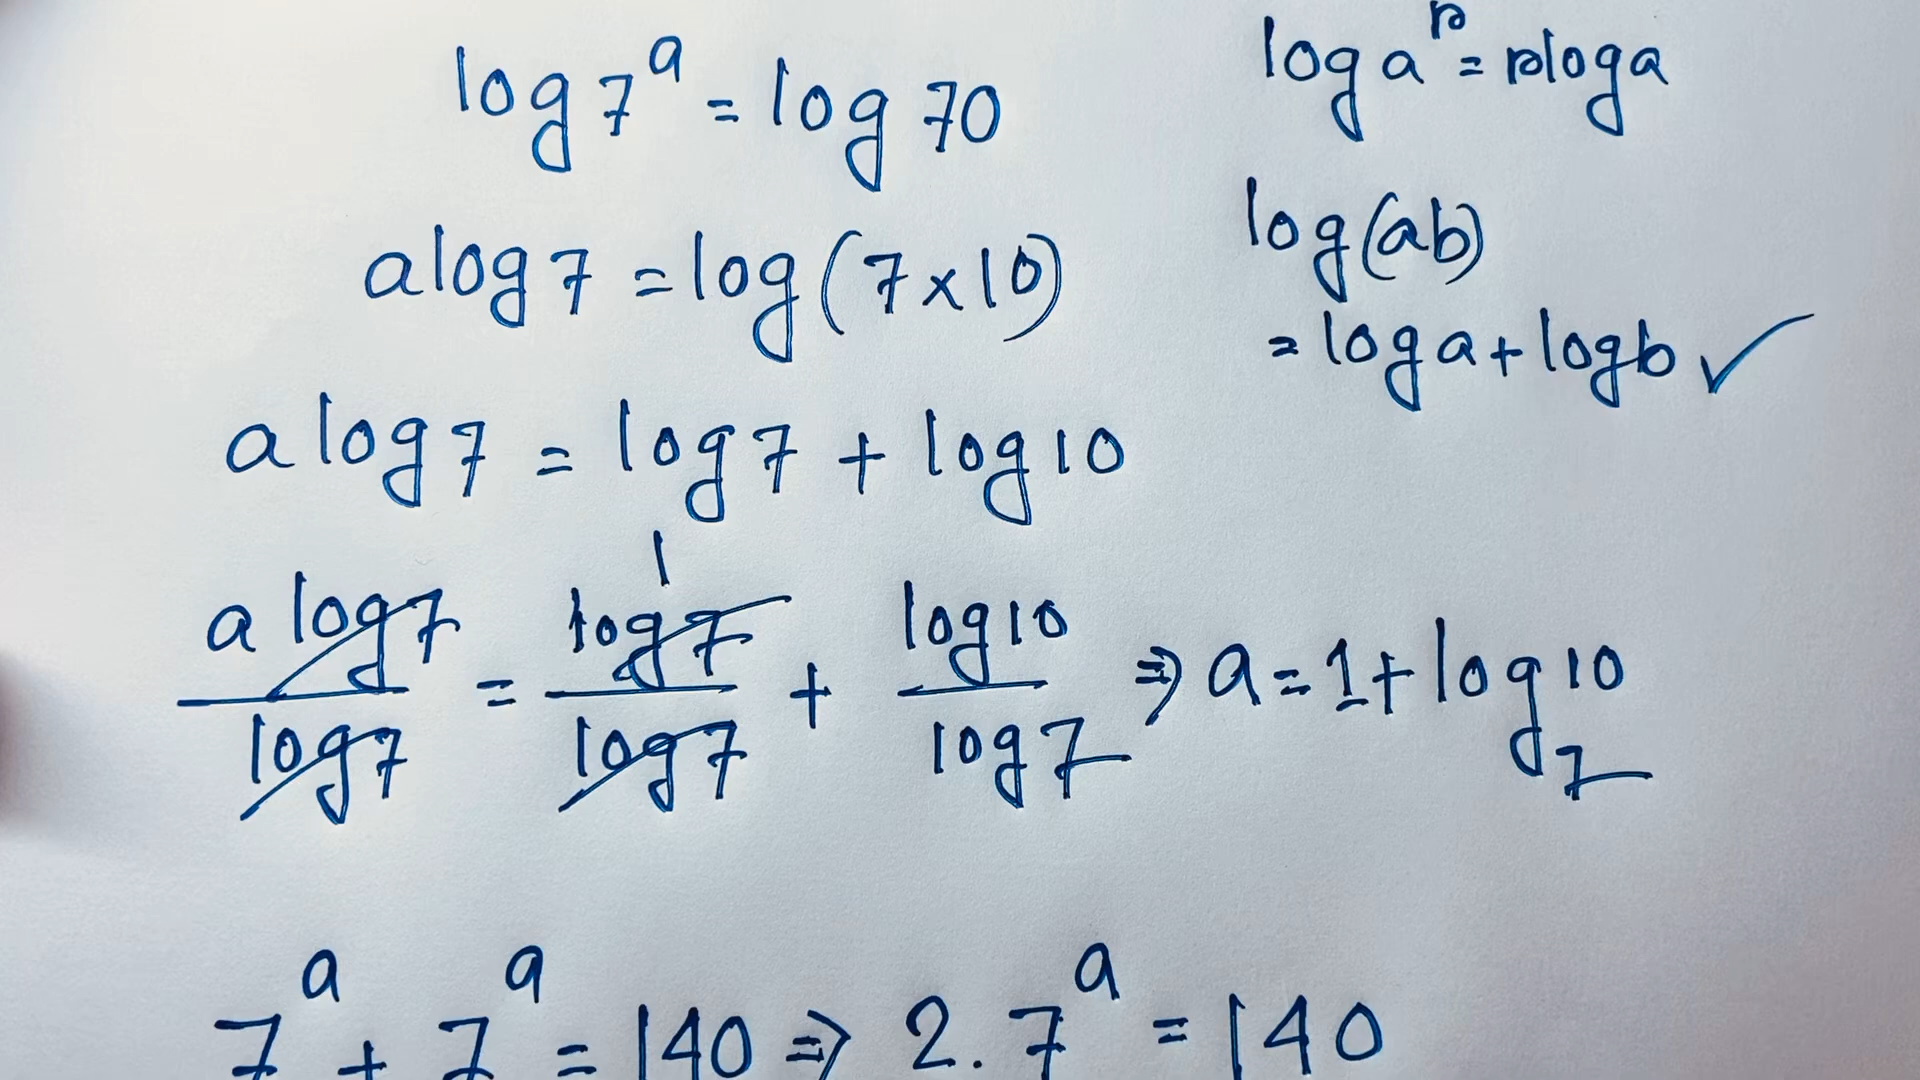 log 7^a = log 70
log a^n = n log a
a log 7 = log (7 × 10)
log (ab)
= log a + log b ✓
a log 7 = log 7 + log 10
1
a log 7 / log 7 = log 7 / log 7 + log 10 / log 7 ⇒ a = 1 + log_7 10
7^a + 7^a = 140 ⇒ 2. 7^a = 140